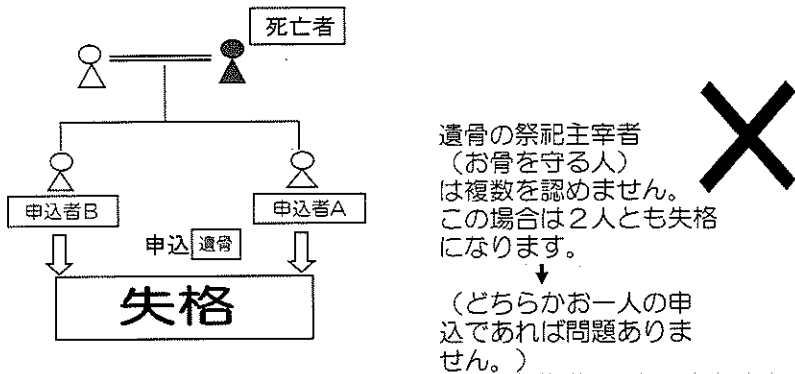 死亡者
申込者B
申込者A
申込 遺骨
失格
遺骨の祭祀主宰者
（お骨を守る人）
は複数を認めません。
この場合は２人とも失格
になります。
（どちらかお一人の申
込であれば問題ありま
せん。）